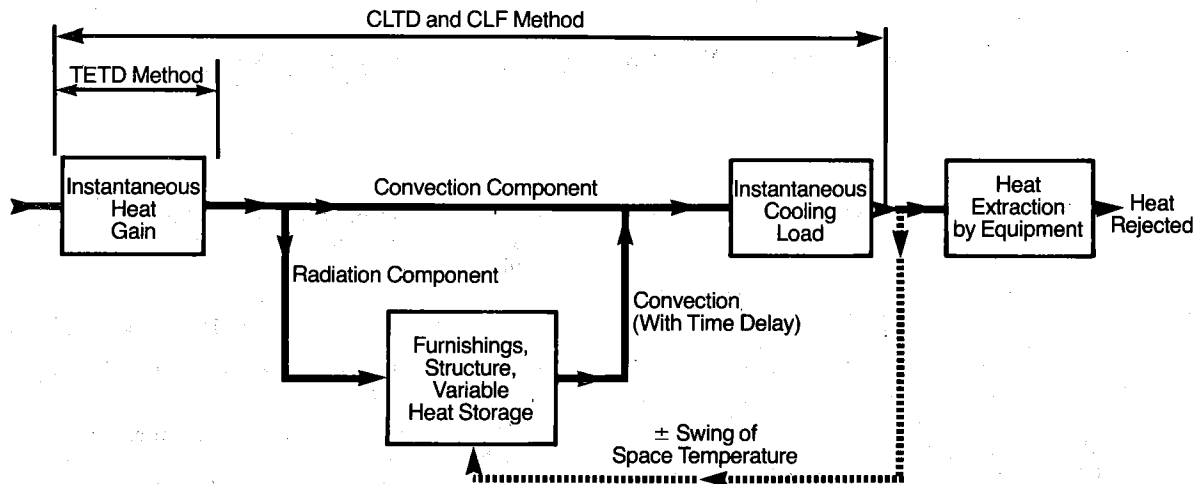 CLTD and CLF Method
TETD Method
Instantaneous
Heat
Gain
Convection Component
Instantaneous
Cooling
Load
Heat
Extraction
by Equipment
Heat
Rejected
Radiation Component
Convection
(With Time Delay)
Furnishings,
Structure,
Variable
Heat Storage
± Swing of
Space Temperature